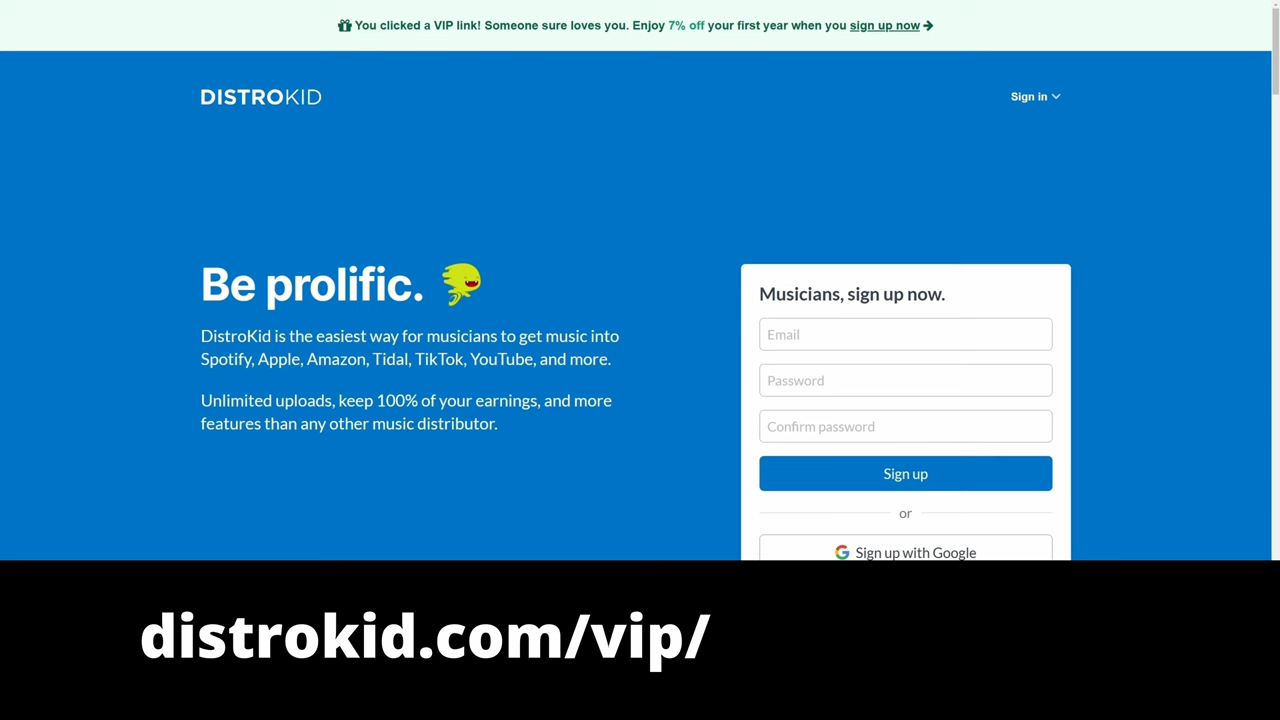 You clicked a VIP link! Someone sure loves you. Enjoy 7% off your first year when you sign up now
DISTROKID
Sign in
Be prolific.
DistroKid is the easiest way for musicians to get music into
Spotify, Apple, Amazon, Tidal, TikTok, YouTube, and more.
Unlimited uploads, keep 100% of your earnings, and more
features than any other music distributor.
Musicians, sign up now.
Email
Password
Confirm password
Sign up
or
Sign up with Google
distrokid.com/vip/